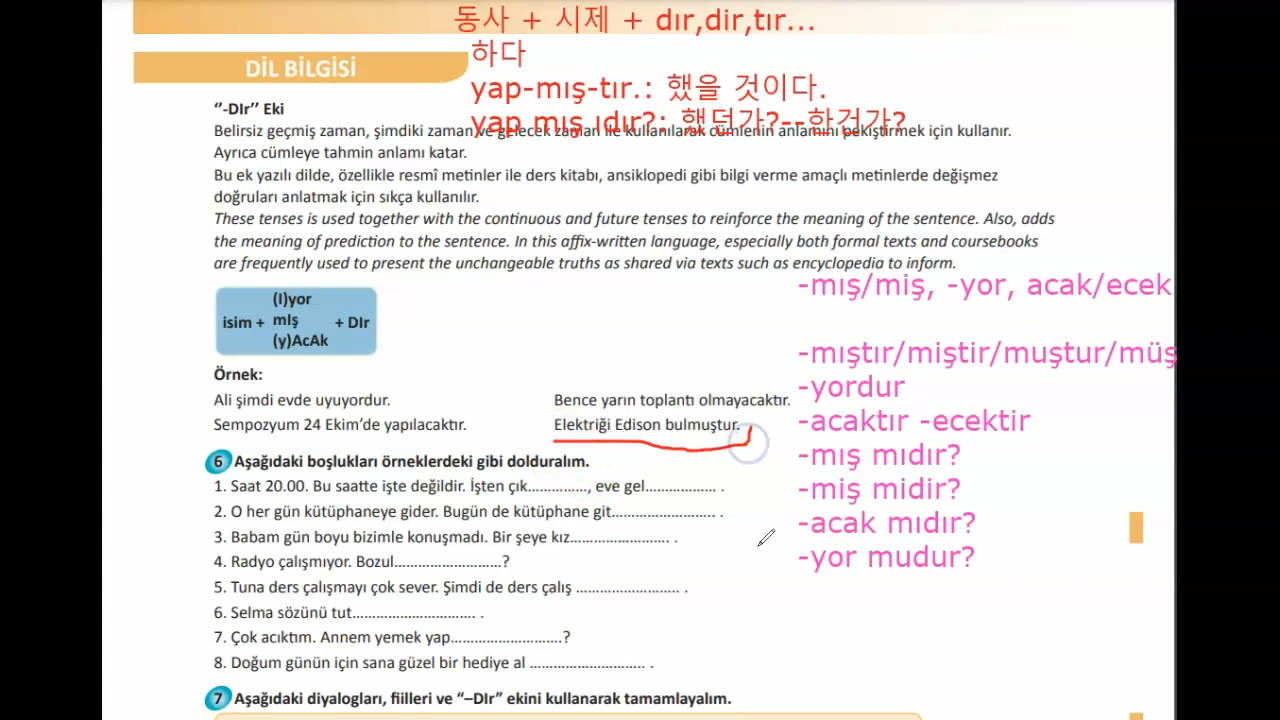 동사 + 시제 + dır,dir,tır...
하다
yap-mış-tır.: 했을 것이다.
yap mış ıdır?: 했던가?--한건가?
DİL BİLGİSİ
“-DIr” Eki
Belirsiz geçmiş zaman, şimdiki zaman ve gelecek zaman ile kullanılarak cümlenin anlamını pekiştirmek için kullanır.
Ayrıca cümleye tahmin anlamı katar.
Bu ek yazılı dilde, özellikle resmî metinler ile ders kitabı, ansiklopedi gibi bilgi verme amaçlı metinlerde değişmez
doğruları anlatmak için sıkça kullanılır.
These tenses is used together with the continuous and future tenses to reinforce the meaning of the sentence. Also, adds
the meaning of prediction to the sentence. In this affix-written language, especially both formal texts and coursebooks
are frequently used to present the unchangeable truths as shared via texts such as encyclopedia to inform.
(I)yor
isim + mIş + DIr
(y)AcAk
Örnek:
Ali şimdi evde uyuyordur.
Bence yarın toplantı olmayacaktır.
Sempozyum 24 Ekim’de yapılacaktır.
Elektriği Edison bulmuştur.
6 Aşağıdaki boşlukları örneklerdeki gibi dolduralım.
1. Saat 20.00. Bu saatte işte değildir. İşten çık……………, eve gel……………… .
2. O her gün kütüphaneye gider. Bugün de kütüphane git…………………….. .
3. Babam gün boyu bizimle konuşmadı. Bir şeye kız……………………. .
4. Radyo çalışmıyor. Bozul………………………?
5. Tuna ders çalışmayı çok sever. Şimdi de ders çalış …………………….. .
6. Selma sözünü tut…………………………. .
7. Çok acıktım. Annem yemek yap……………………….?
8. Doğum günün için sana güzel bir hediye al ……………………….. .
7 Aşağıdaki diyalogları, fiilleri ve “–DIr” ekini kullanarak tamamlayalım.
-mış/miş, -yor, acak/ecek
-mıştır/miştir/muştur/müş
-yordur
-acaktır -ecektir
-mış mıdır?
-miş midir?
-acak mıdır?
-yor mudur?